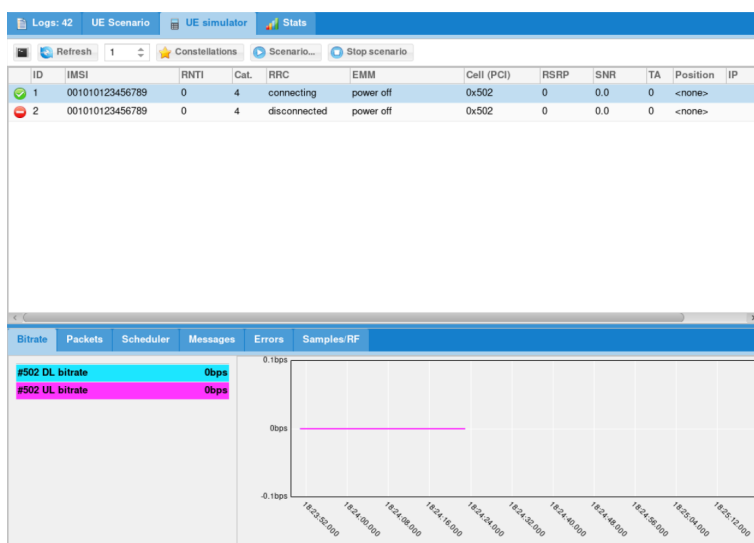 Logs: 42 UE Scenario UE simulator Stats
Refresh 1 Constellations Scenario... Stop scenario
ID IMSI RNTI Cat. RRC EMM Cell (PCI) RSRP SNR TA Position IP
1 001010123456789 0 4 connecting power off 0x502 0 0.0 0 <none>
2 001010123456789 0 4 disconnected power off 0x502 0 0.0 0 <none>
Bitrate Packets Scheduler Messages Errors Samples/RF
#502 DL bitrate 0bps
#502 UL bitrate 0bps
0.1bps
0bps
-0.1bps
18:23:52.000 18:24:00.000 18:24:08.000 18:24:16.000 18:24:24.000 18:24:32.000 18:24:40.000 18:24:48.000 18:24:56.000 18:25:04.000 18:25:12.000